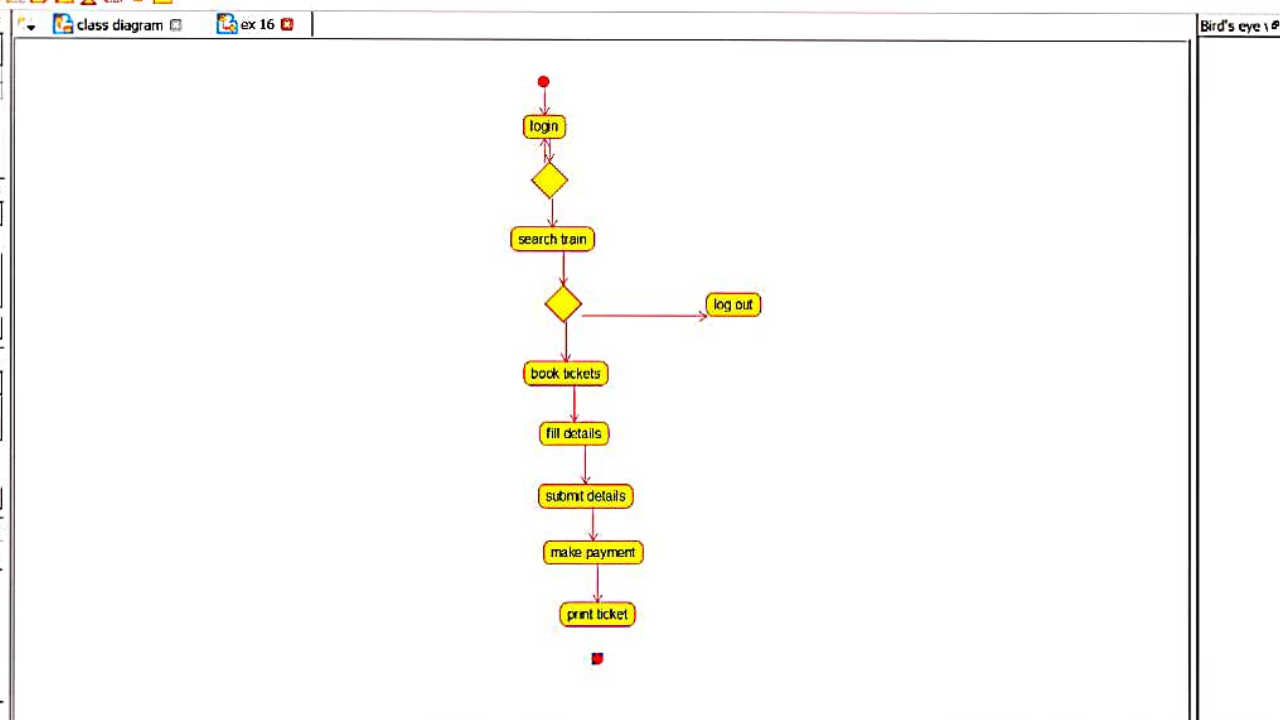 class diagram
ex 16
Bird's eye
login
search train
log out
book tickets
fill details
submit details
make payment
print ticket